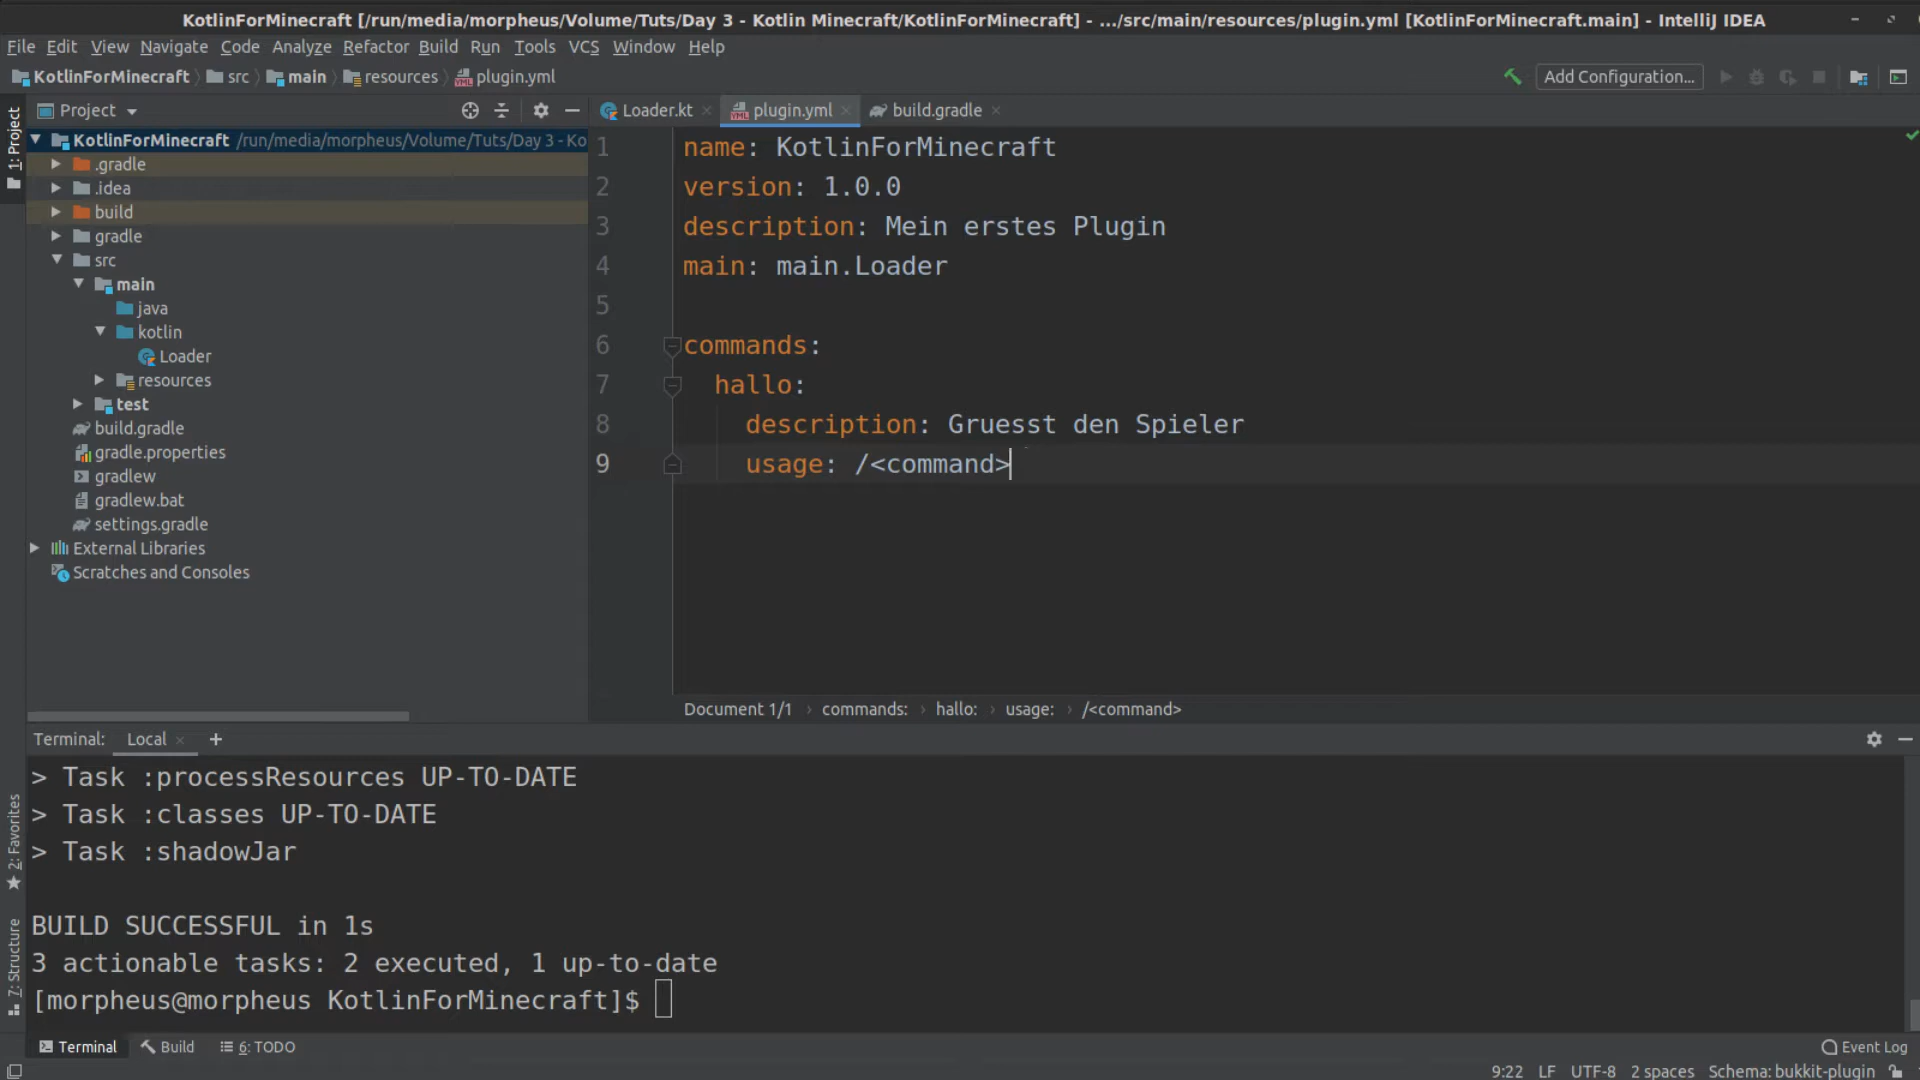 KotlinForMinecraft [/run/media/morpheus/Volume/Tuts/Day 3 - Kotlin Minecraft/KotlinForMinecraft] - .../src/main/resources/plugin.yml [KotlinForMinecraft.main] - IntelliJ IDEA
File Edit View Navigate Code Analyze Refactor Build Run Tools VCS Window Help
KotlinForMinecraft src main resources plugin.yml Add Configuration...
1: Project
Project
Loader.kt plugin.yml build.gradle
KotlinForMinecraft /run/media/morpheus/Volume/Tuts/Day 3 - Ko
.gradle
.idea
build
gradle
src
main
java
kotlin
Loader
resources
test
build.gradle
gradle.properties
gradlew
gradlew.bat
settings.gradle
External Libraries
Scratches and Consoles
1 name: KotlinForMinecraft
2 version: 1.0.0
3 description: Mein erstes Plugin
4 main: main.Loader
5
6 commands:
7 hallo:
8 description: Gruesst den Spieler
9 usage: /<command>
Document 1/1 › commands: › hallo: › usage: › /<command>
Terminal: Local +
> Task :processResources UP-TO-DATE
> Task :classes UP-TO-DATE
> Task :shadowJar
BUILD SUCCESSFUL in 1s
3 actionable tasks: 2 executed, 1 up-to-date
[morpheus@morpheus KotlinForMinecraft]$
2: Favorites
7: Structure
Terminal Build 6: TODO Event Log
9:22 LF UTF-8 2 spaces Schema: bukkit-plugin